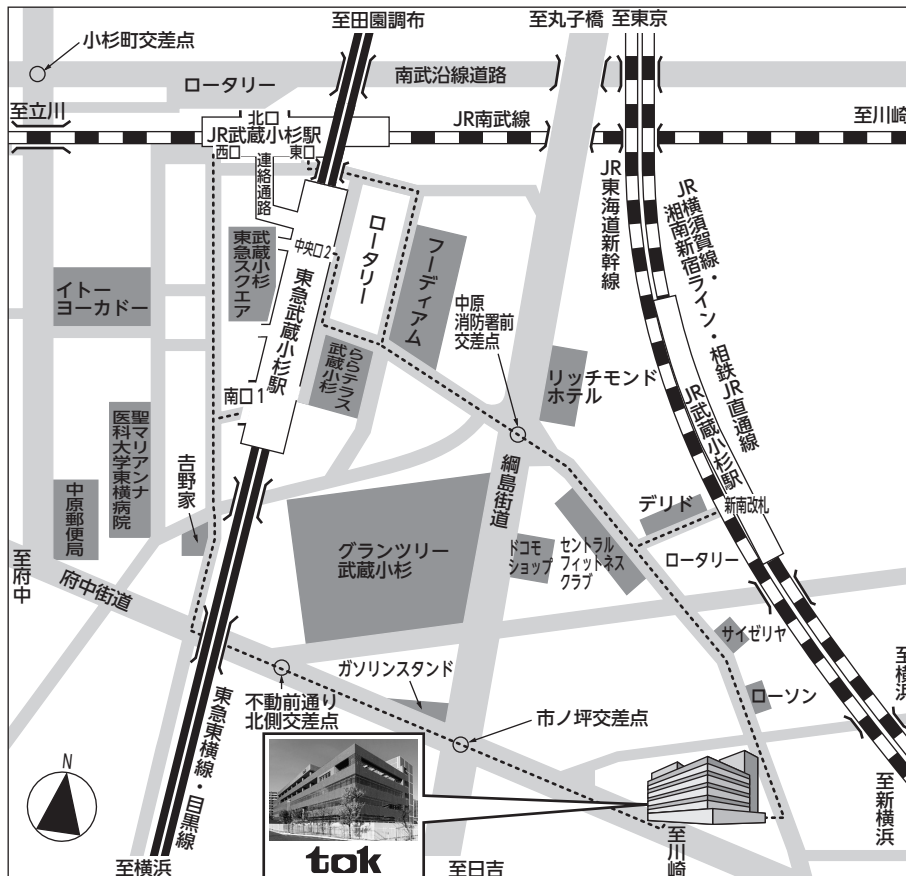 至田園調布
至丸子橋
至東京
小杉町交差点
ロータリー
南武沿線道路
至立川
北口
JR武蔵小杉駅
西口
東口
JR南武線
至川崎
連絡通路
中央口2
ロータリー
フーディアム
JR東海道新幹線
JR横須賀線・
湘南新宿ライン・相鉄JR直通線
武蔵小杉
東急スクエア
東急武蔵小杉駅
イトー
ヨーカドー
中原
消防署前
交差点
ららテラス
武蔵小杉
リッチモンド
ホテル
JR武蔵小杉駅
南口1
聖マリアンナ
医科大学東横病院
吉野家
中原郵便局
綱島街道
デリド
新南改札
グランツリー
武蔵小杉
ドコモ
ショップ
セントラル
フィットネス
クラブ
ロータリー
至府中
府中街道
サイゼリヤ
ガソリンスタンド
至横浜
不動前通り
北側交差点
ローソン
市ノ坪交差点
東急東横線・目黒線
N
tok
至横浜
至日吉
至川崎
至新横浜